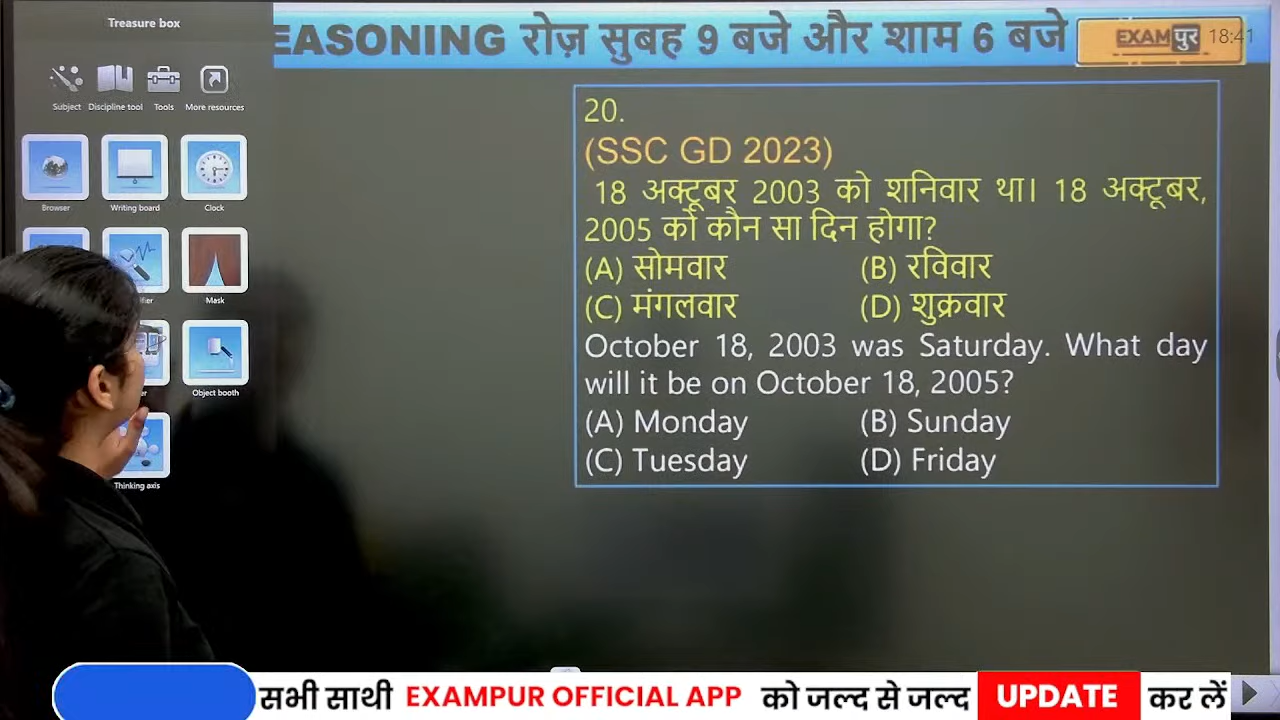 Treasure box
EASONING रोज़ सुबह 9 बजे और शाम 6 बजे
EXAMपुर
18:41
Subject Discipline tool Tools More resources
Browser Writing board Clock
Mask
Object booth
Thinking axis
20.
(SSC GD 2023)
18 अक्टूबर 2003 को शनिवार था। 18 अक्टूबर,
2005 को कौन सा दिन होगा?
(A) सोमवार (B) रविवार
(C) मंगलवार (D) शुक्रवार
October 18, 2003 was Saturday. What day
will it be on October 18, 2005?
(A) Monday (B) Sunday
(C) Tuesday (D) Friday
सभी साथी EXAMPUR OFFICIAL APP को जल्द से जल्द UPDATE कर लें